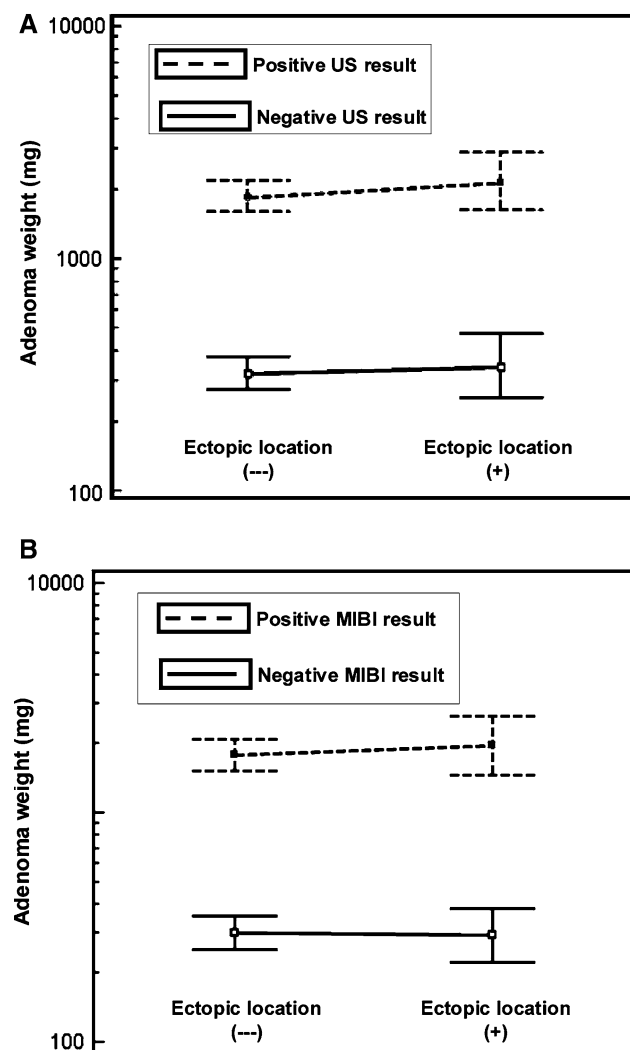 A
10000
Positive US result
Negative US result
Adenoma weight (mg)
1000
Ectopic location
(---)
Ectopic location
(+)
100
B
10000
Positive MIBI result
Negative MIBI result
Adenoma weight (mg)
Ectopic location
(---)
Ectopic location
(+)
100